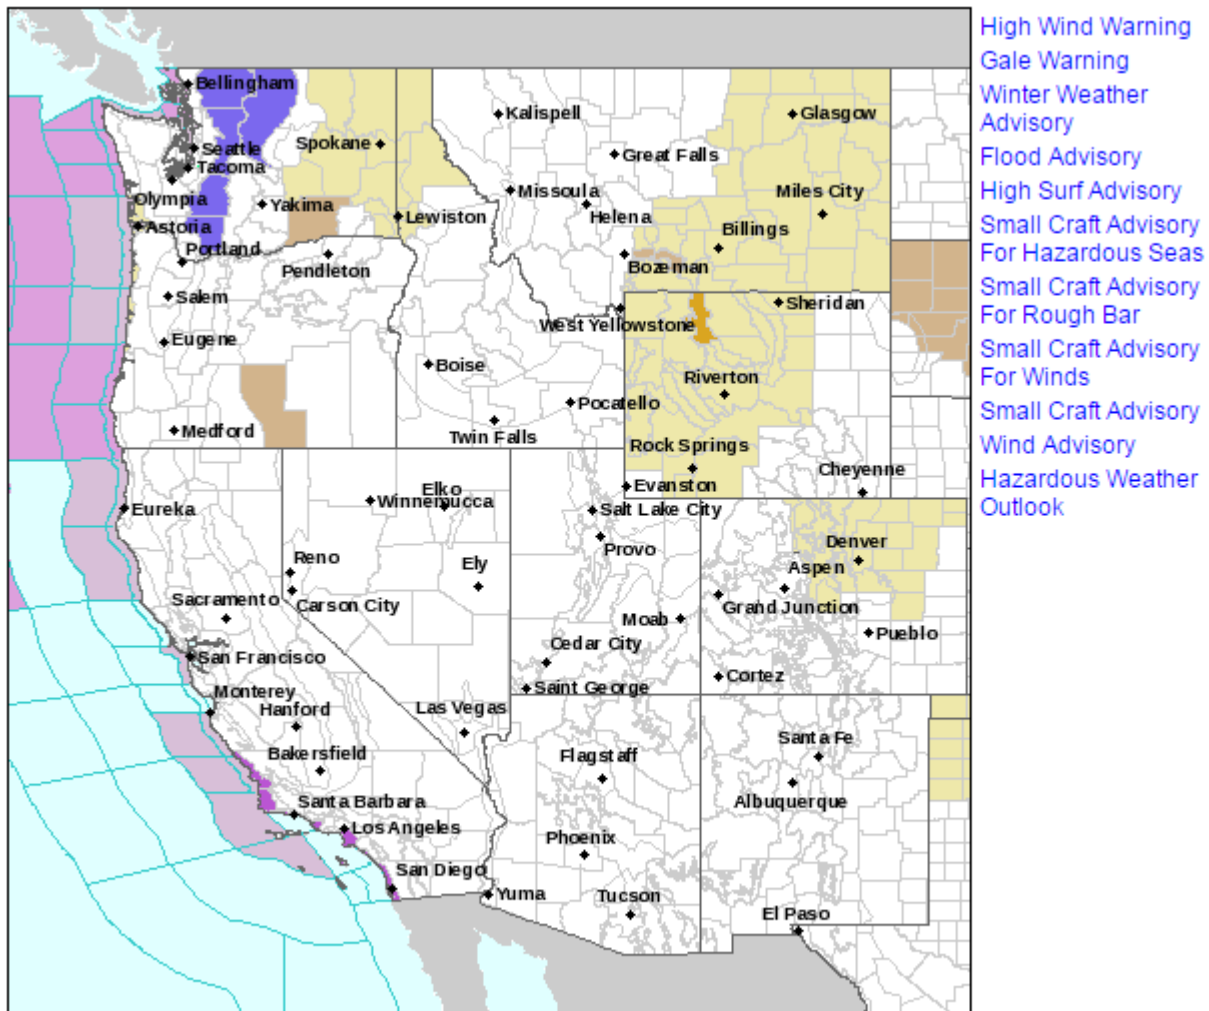 High Wind Warning
Gale Warning
Winter Weather
Advisory
Flood Advisory
High Surf Advisory
Small Craft Advisory
For Hazardous Seas
Small Craft Advisory
For Rough Bar
Small Craft Advisory
For Winds
Small Craft Advisory
Wind Advisory
Hazardous Weather
Outlook
Bellingham
Kalispell
Glasgow
Seattle
Spokane
Great Falls
Tacoma
Missoula
Miles City
Olympia
Yakima
Lewiston
Helena
Astoria
Billings
Portland
Pendleton
Bozeman
Salem
Sheridan
West Yellowstone
Eugene
Boise
Riverton
Pocatello
Medford
Twin Falls
Rock Springs
Cheyenne
Elko
Evanston
Winnemucca
Eureka
Salt Lake City
Denver
Provo
Reno
Ely
Aspen
Sacramento
Carson City
Grand Junction
Moab
Pueblo
Cedar City
San Francisco
Cortez
Saint George
Monterey
Hanford
Las Vegas
Santa Fe
Bakersfield
Flagstaff
Santa Barbara
Albuquerque
Los Angeles
Phoenix
San Diego
Yuma
Tucson
El Paso